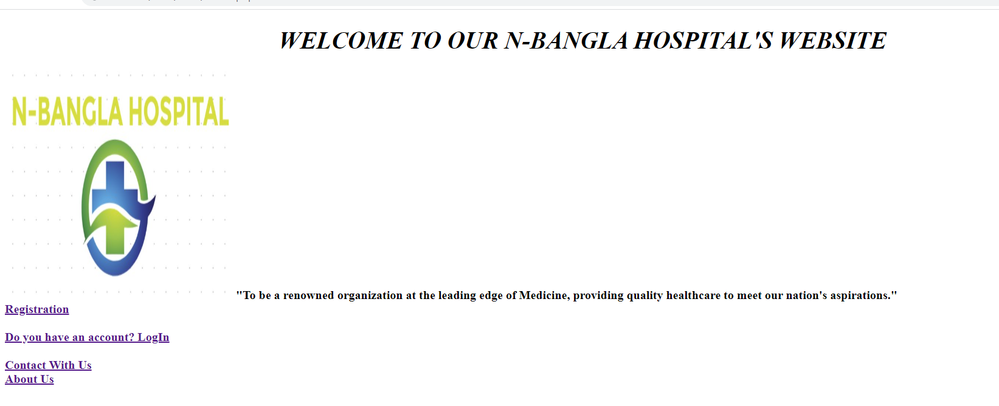 WELCOME TO OUR N-BANGLA HOSPITAL'S WEBSITE
N-BANGLA HOSPITAL
"To be a renowned organization at the leading edge of Medicine, providing quality healthcare to meet our nation's aspirations."
Registration
Do you have an account? LogIn
Contact With Us
About Us